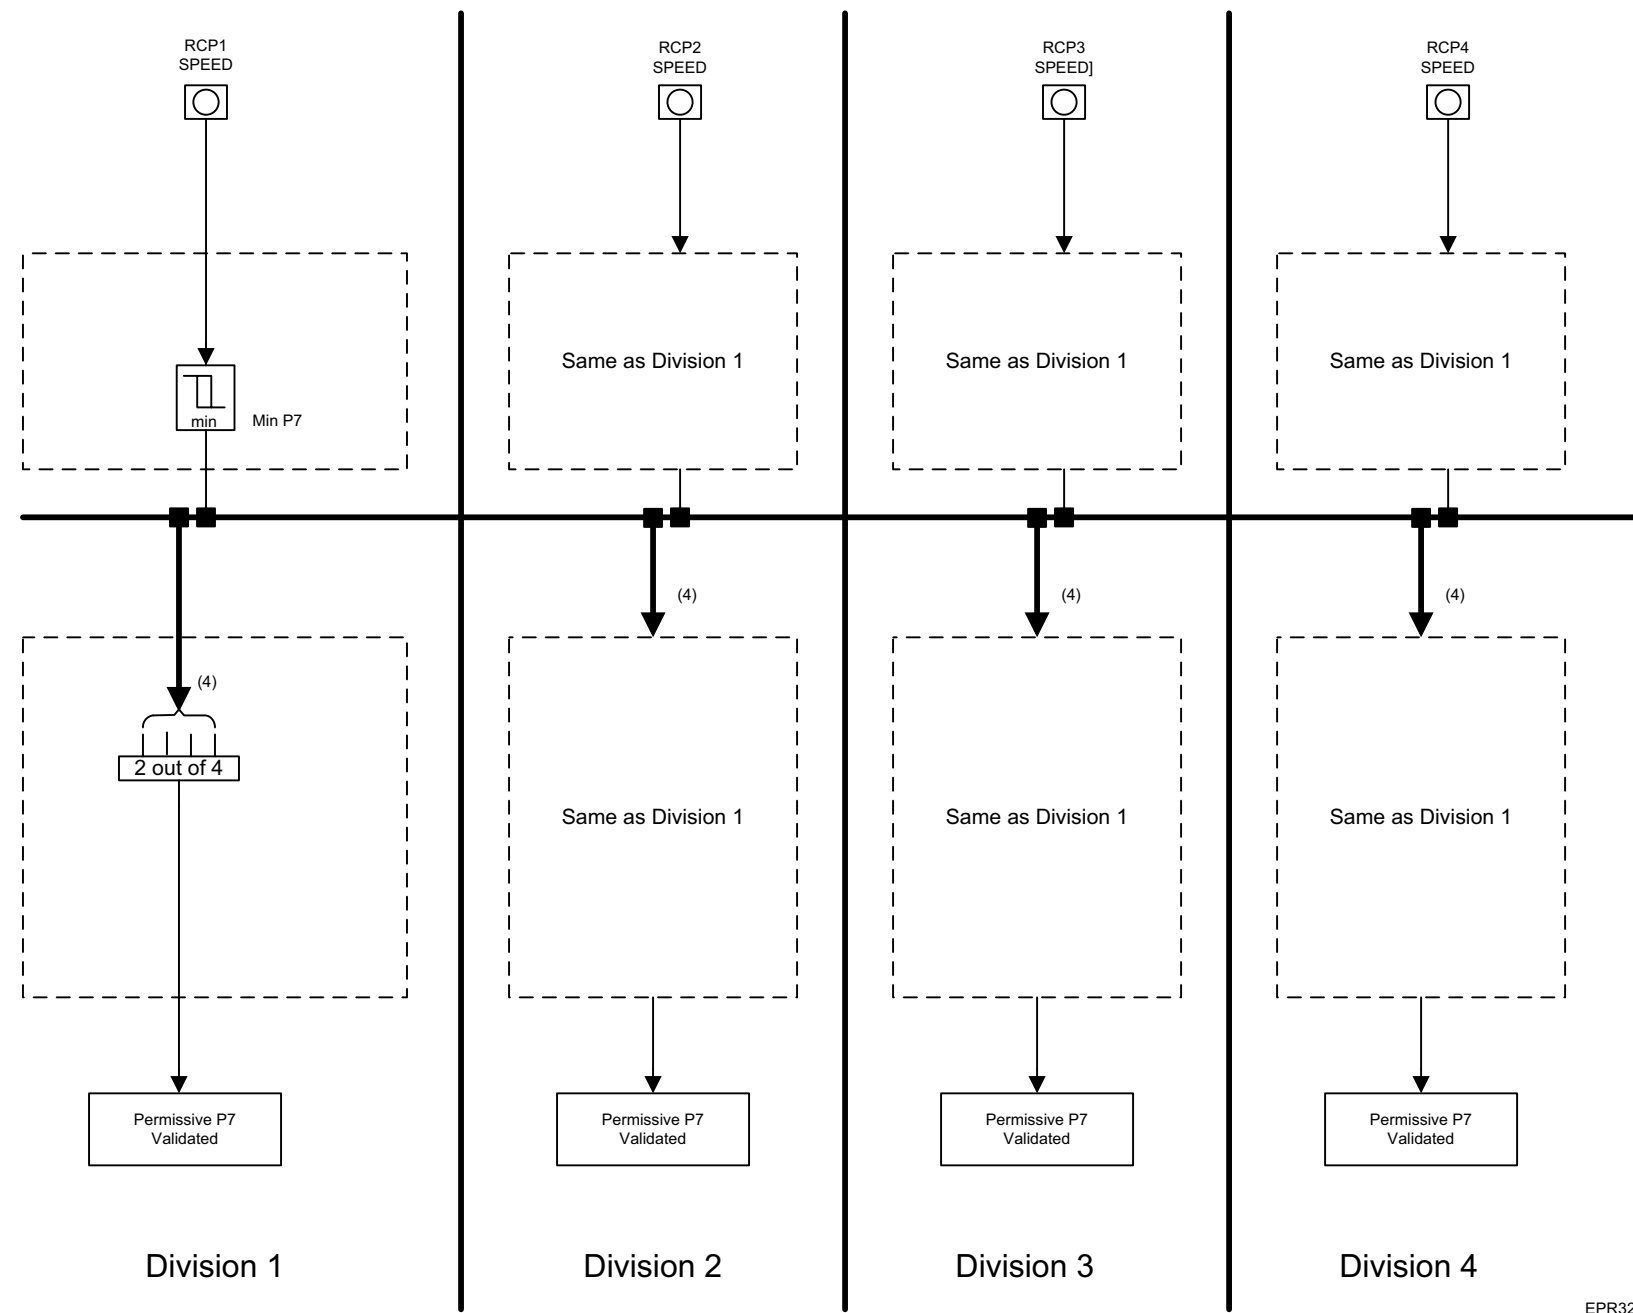 RCP1
SPEED
RCP2
SPEED
RCP3
SPEED]
RCP4
SPEED
min
Min P7
Same as Division 1
Same as Division 1
Same as Division 1
(4)
(4)
(4)
(4)
2 out of 4
Same as Division 1
Same as Division 1
Same as Division 1
Permissive P7
Validated
Permissive P7
Validated
Permissive P7
Validated
Permissive P7
Validated
Division 1
Division 2
Division 3
Division 4
EPR32